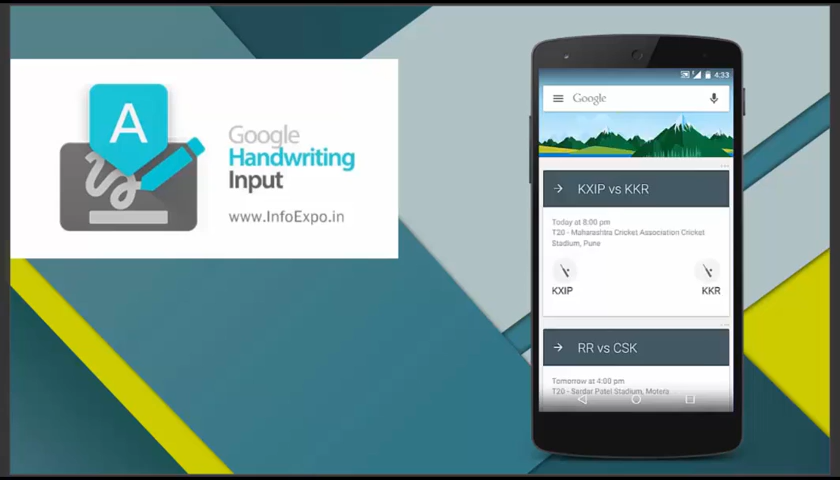 A
Google
Handwriting
Input
www.InfoExpo.in
4:33
Google
KXIP vs KKR
Today at 8:00 pm
T20 - Maharashtra Cricket Association Cricket
Stadium, Pune
KXIP
KKR
RR vs CSK
Tomorrow at 4:00 pm
T20 - Sardar Patel Stadium, Motera